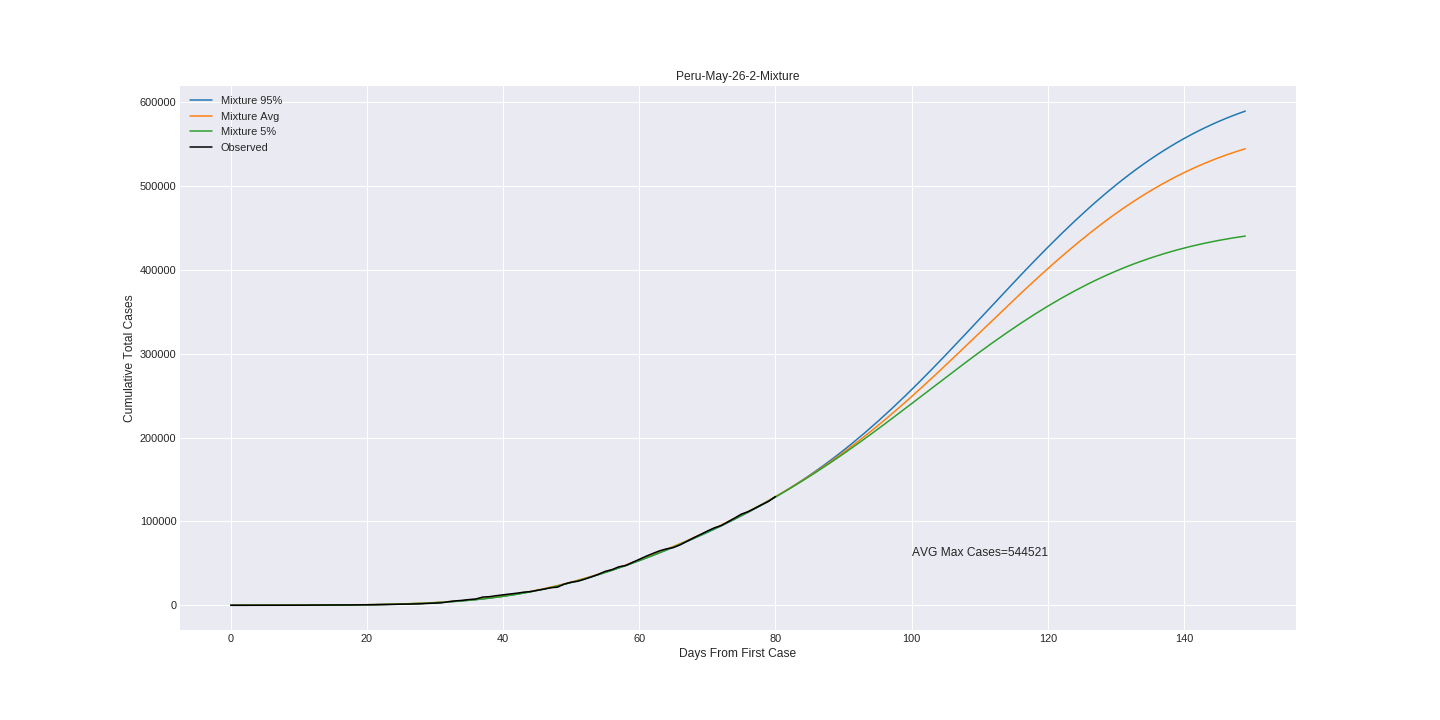 Peru-May-26-2-Mixture
Mixture 95%
Mixture Avg
Mixture 5%
Observed
600000
500000
400000
300000
200000
100000
0
Cumulative Total Cases
AVG Max Cases=544521
0 20 40 60 80 100 120 140
Days From First Case